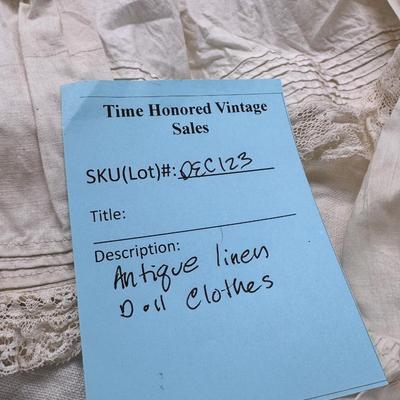 Time Honored Vintage
Sales
SKU(Lot)#: DEC123
Title:
Description:
Antique linen
Doll Clothes